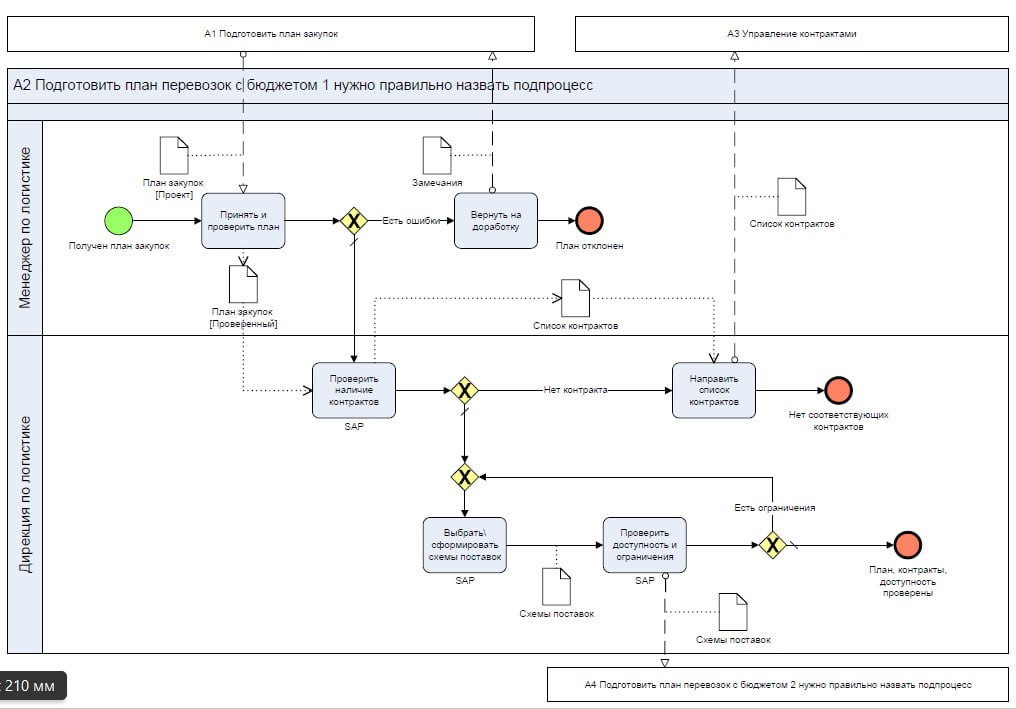 А1 Подготовить план закупок
А3 Управление контрактами
А2 Подготовить план перевозок с бюджетом 1 нужно правильно назвать подпроцесс
Менеджер по логистике
План закупок
[Проект]
Замечания
Список контрактов
Получен план закупок
Принять и
проверить план
Есть ошибки
Вернуть на
доработку
План отклонен
План закупок
[Проверенный]
Список контрактов
Дирекция по логистике
Проверить
наличие
контрактов
SAP
Нет контракта
Направить
список
контрактов
Нет соответствующих
контрактов
Есть ограничения
Выбрать\
сформировать
схемы поставок
SAP
Проверить
доступность и
ограничения
SAP
План, контракты,
доступность
проверены
Схемы поставок
Схемы поставок
: 210 мм
А4 Подготовить план перевозок с бюджетом 2 нужно правильно назвать подпроцесс